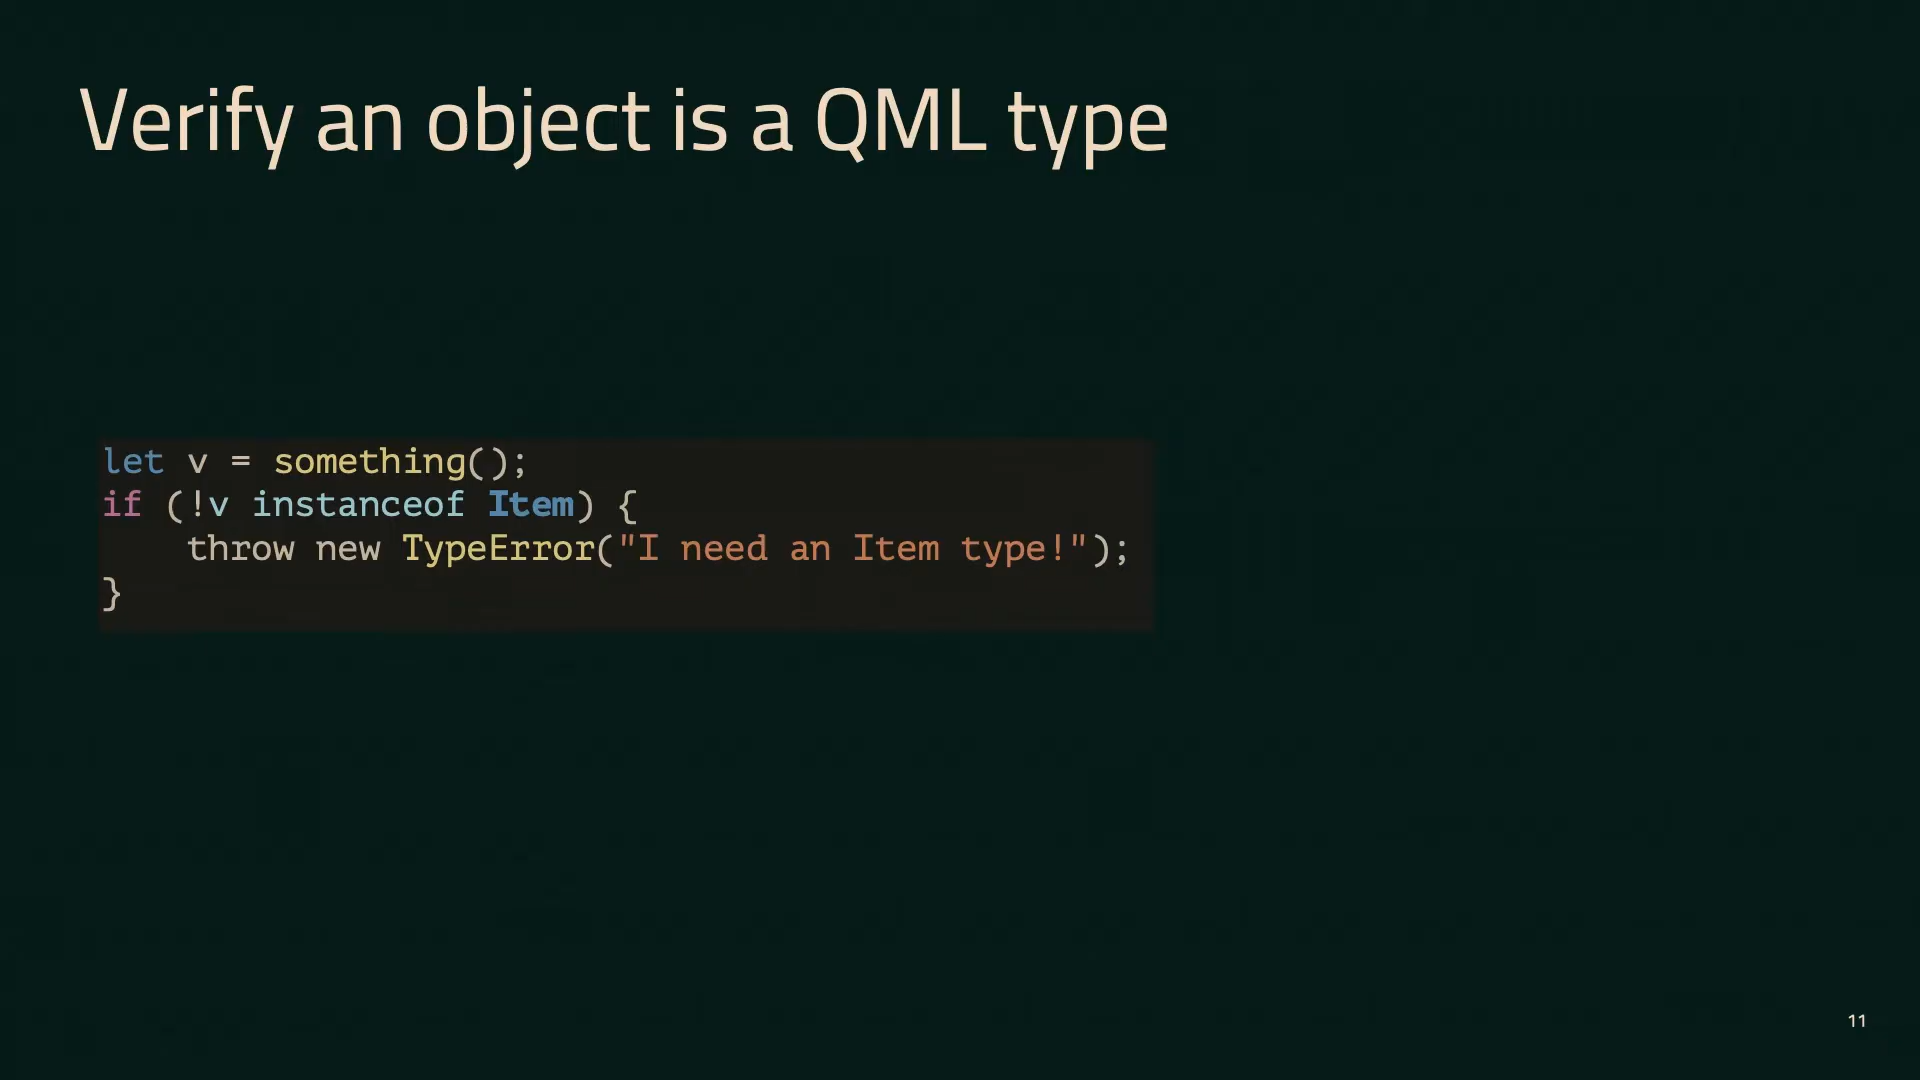 Verify an object is a QML type
let v = something();
if (!v instanceof Item) {
    throw new TypeError("I need an Item type!");
}
11